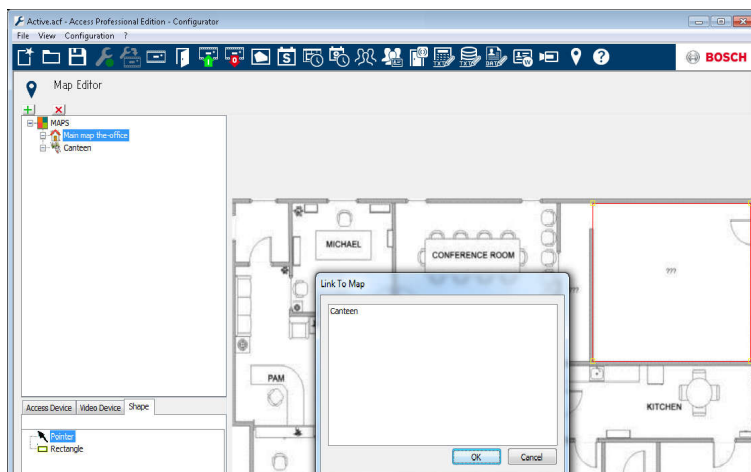 Active.acf - Access Professional Edition - Configurator
File View Configuration ?
BOSCH
Map Editor
MAPS
Main map the-office
Canteen
MICHAEL
CONFERENCE ROOM
???
Link To Map
Canteen
PAM
KITCHEN
Access Device Video Device Shape
Pointer
Rectangle
OK Cancel